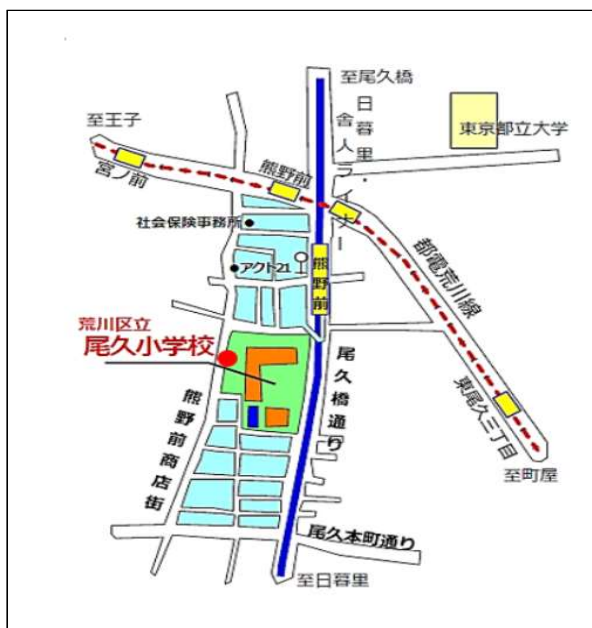 至尾久橋
日暮里・
舎人ライナー
東京都立大学
至王子
宮ノ前
熊野前
社会保険事務所
アクト21
熊野前
都電荒川線
荒川区立
尾久小学校
尾久橋通り
熊野前商店街
東尾久三丁目
至町屋
尾久本町通り
至日暮里